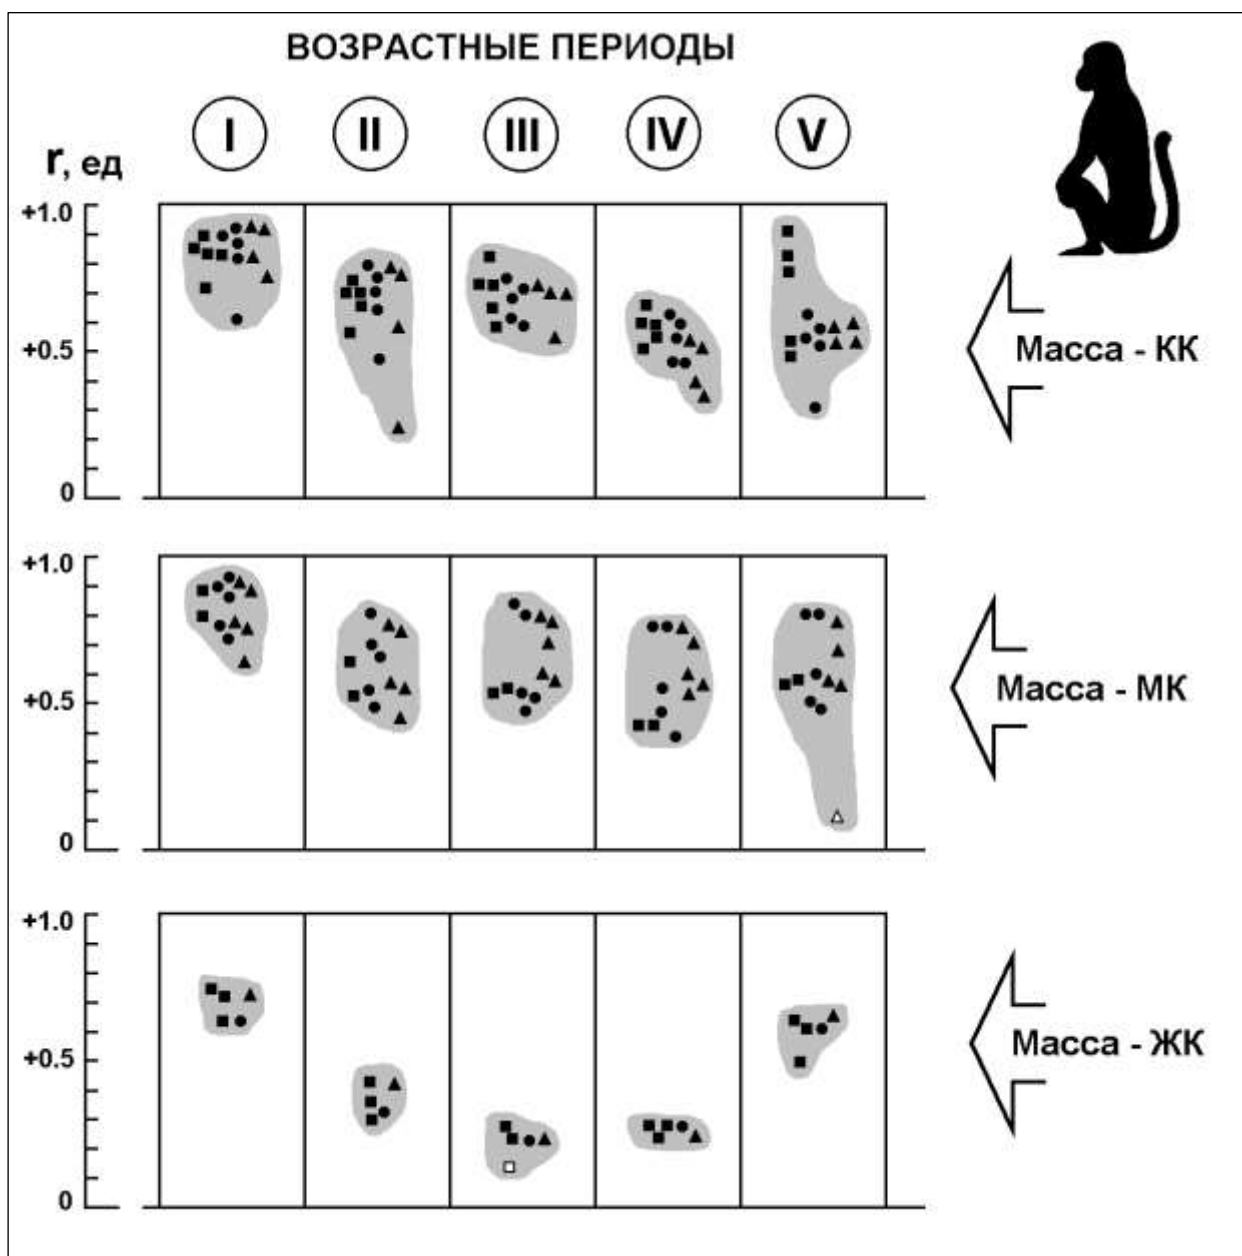 ВОЗРАСТНЫЕ ПЕРИОДЫ
I II III IV V
r, ед
+1.0
+0.5
0
Масса - КК
+1.0
+0.5
0
Масса - МК
+1.0
+0.5
0
Масса - ЖК